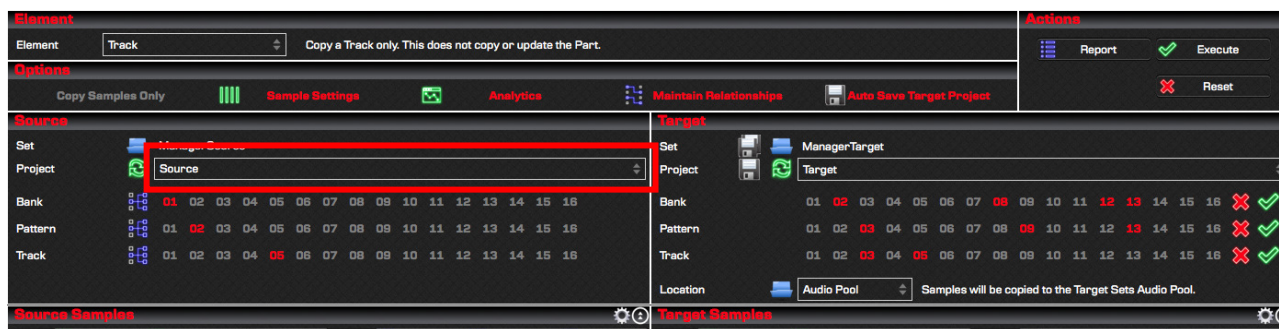 Element
Element Track Copy a Track only. This does not copy or update the Part.
Actions
Report Execute
Reset
Options
Copy Samples Only Sample Settings Analytics Maintain Relationships Auto Save Target Project
Source
Set
Project Source
Bank 01 02 03 04 05 06 07 08 09 10 11 12 13 14 15 16
Pattern 01 02 03 04 05 06 07 08 09 10 11 12 13 14 15 16
Track 01 02 03 04 05 06 07 08 09 10 11 12 13 14 15 16
Source Samples
Target
Set ManagerTarget
Project Target
Bank 01 02 03 04 05 06 07 08 09 10 11 12 13 14 15 16
Pattern 01 02 03 04 05 06 07 08 09 10 11 12 13 14 15 16
Track 01 02 03 04 05 06 07 08 09 10 11 12 13 14 15 16
Location Audio Pool Samples will be copied to the Target Sets Audio Pool.
Target Samples